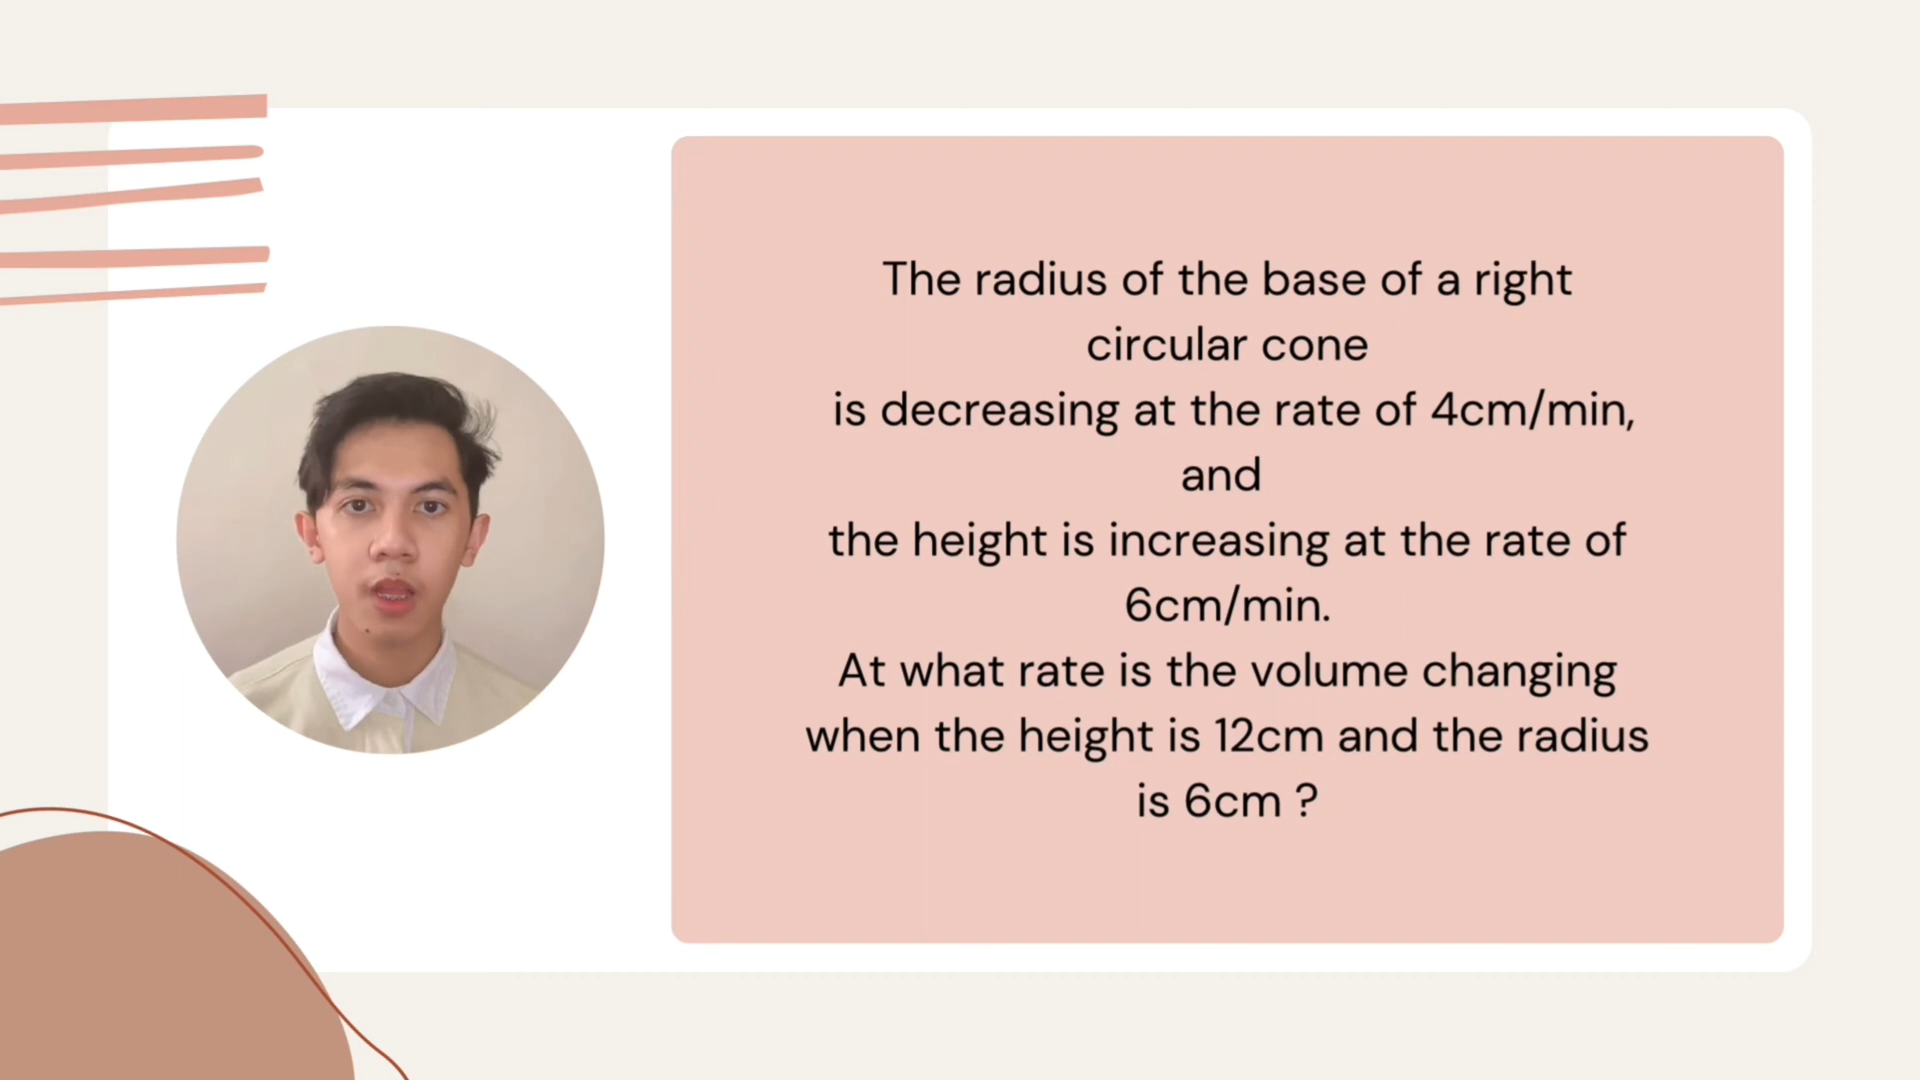 The radius of the base of a right
circular cone
is decreasing at the rate of 4cm/min,
and
the height is increasing at the rate of
6cm/min.
At what rate is the volume changing
when the height is 12cm and the radius
is 6cm ?